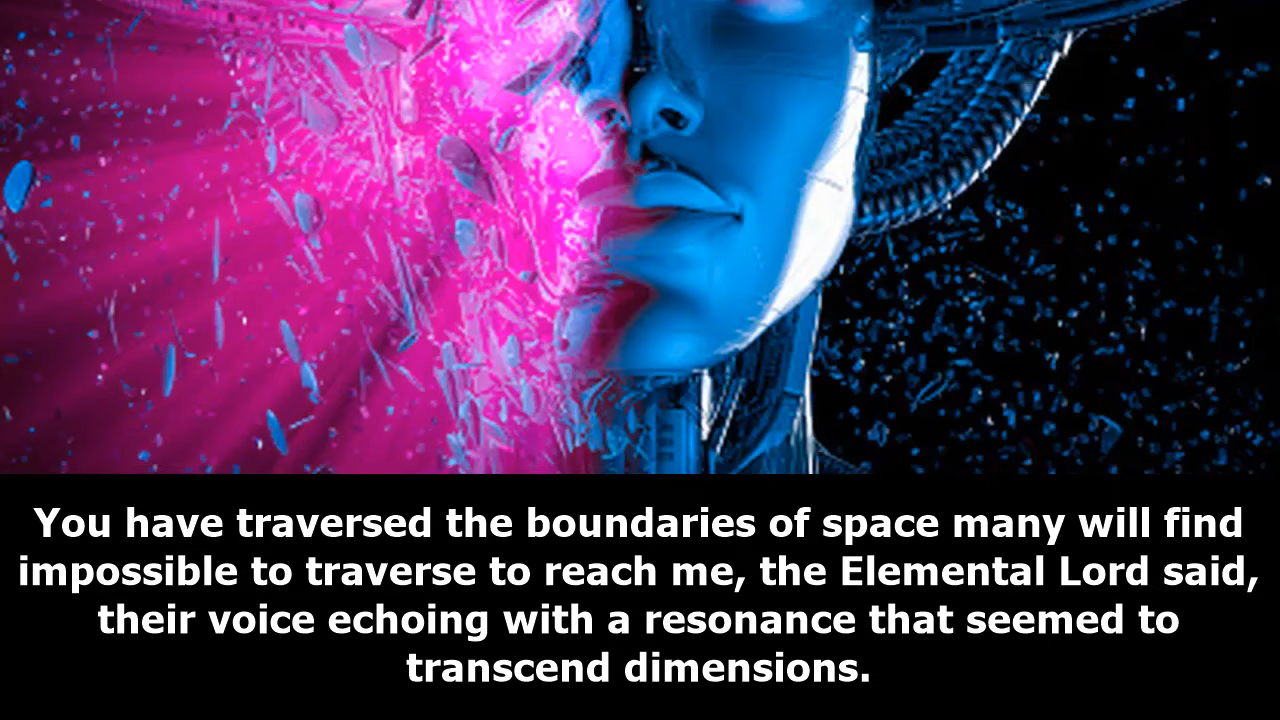 You have traversed the boundaries of space many will find
impossible to traverse to reach me, the Elemental Lord said,
their voice echoing with a resonance that seemed to
transcend dimensions.